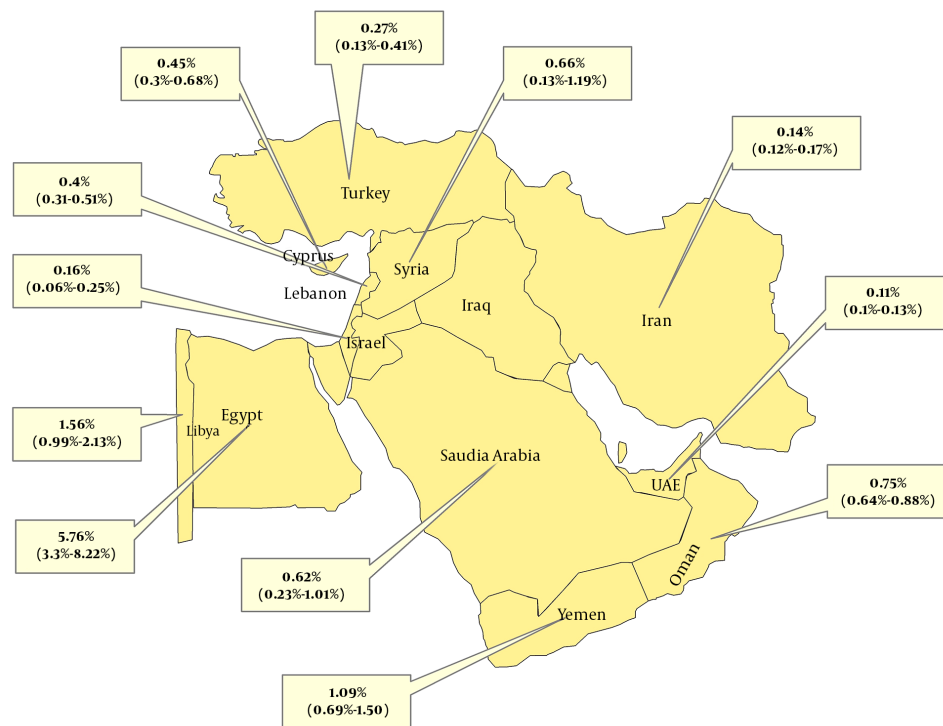 0.27%
(0.13%-0.41%)
0.45%
(0.3%-0.68%)
0.66%
(0.13%-1.19%)
0.14%
(0.12%-0.17%)
0.4%
(0.31-0.51%)
Turkey
Cyprus
0.16%
(0.06%-0.25%)
Syria
Lebanon
Iraq
Iran
0.11%
(0.1%-0.13%)
Israel
1.56%
(0.99%-2.13%)
Egypt
Libya
Saudia Arabia
UAE
0.75%
(0.64%-0.88%)
5.76%
(3.3%-8.22%)
0.62%
(0.23%-1.01%)
Oman
Yemen
1.09%
(0.69%-1.50)